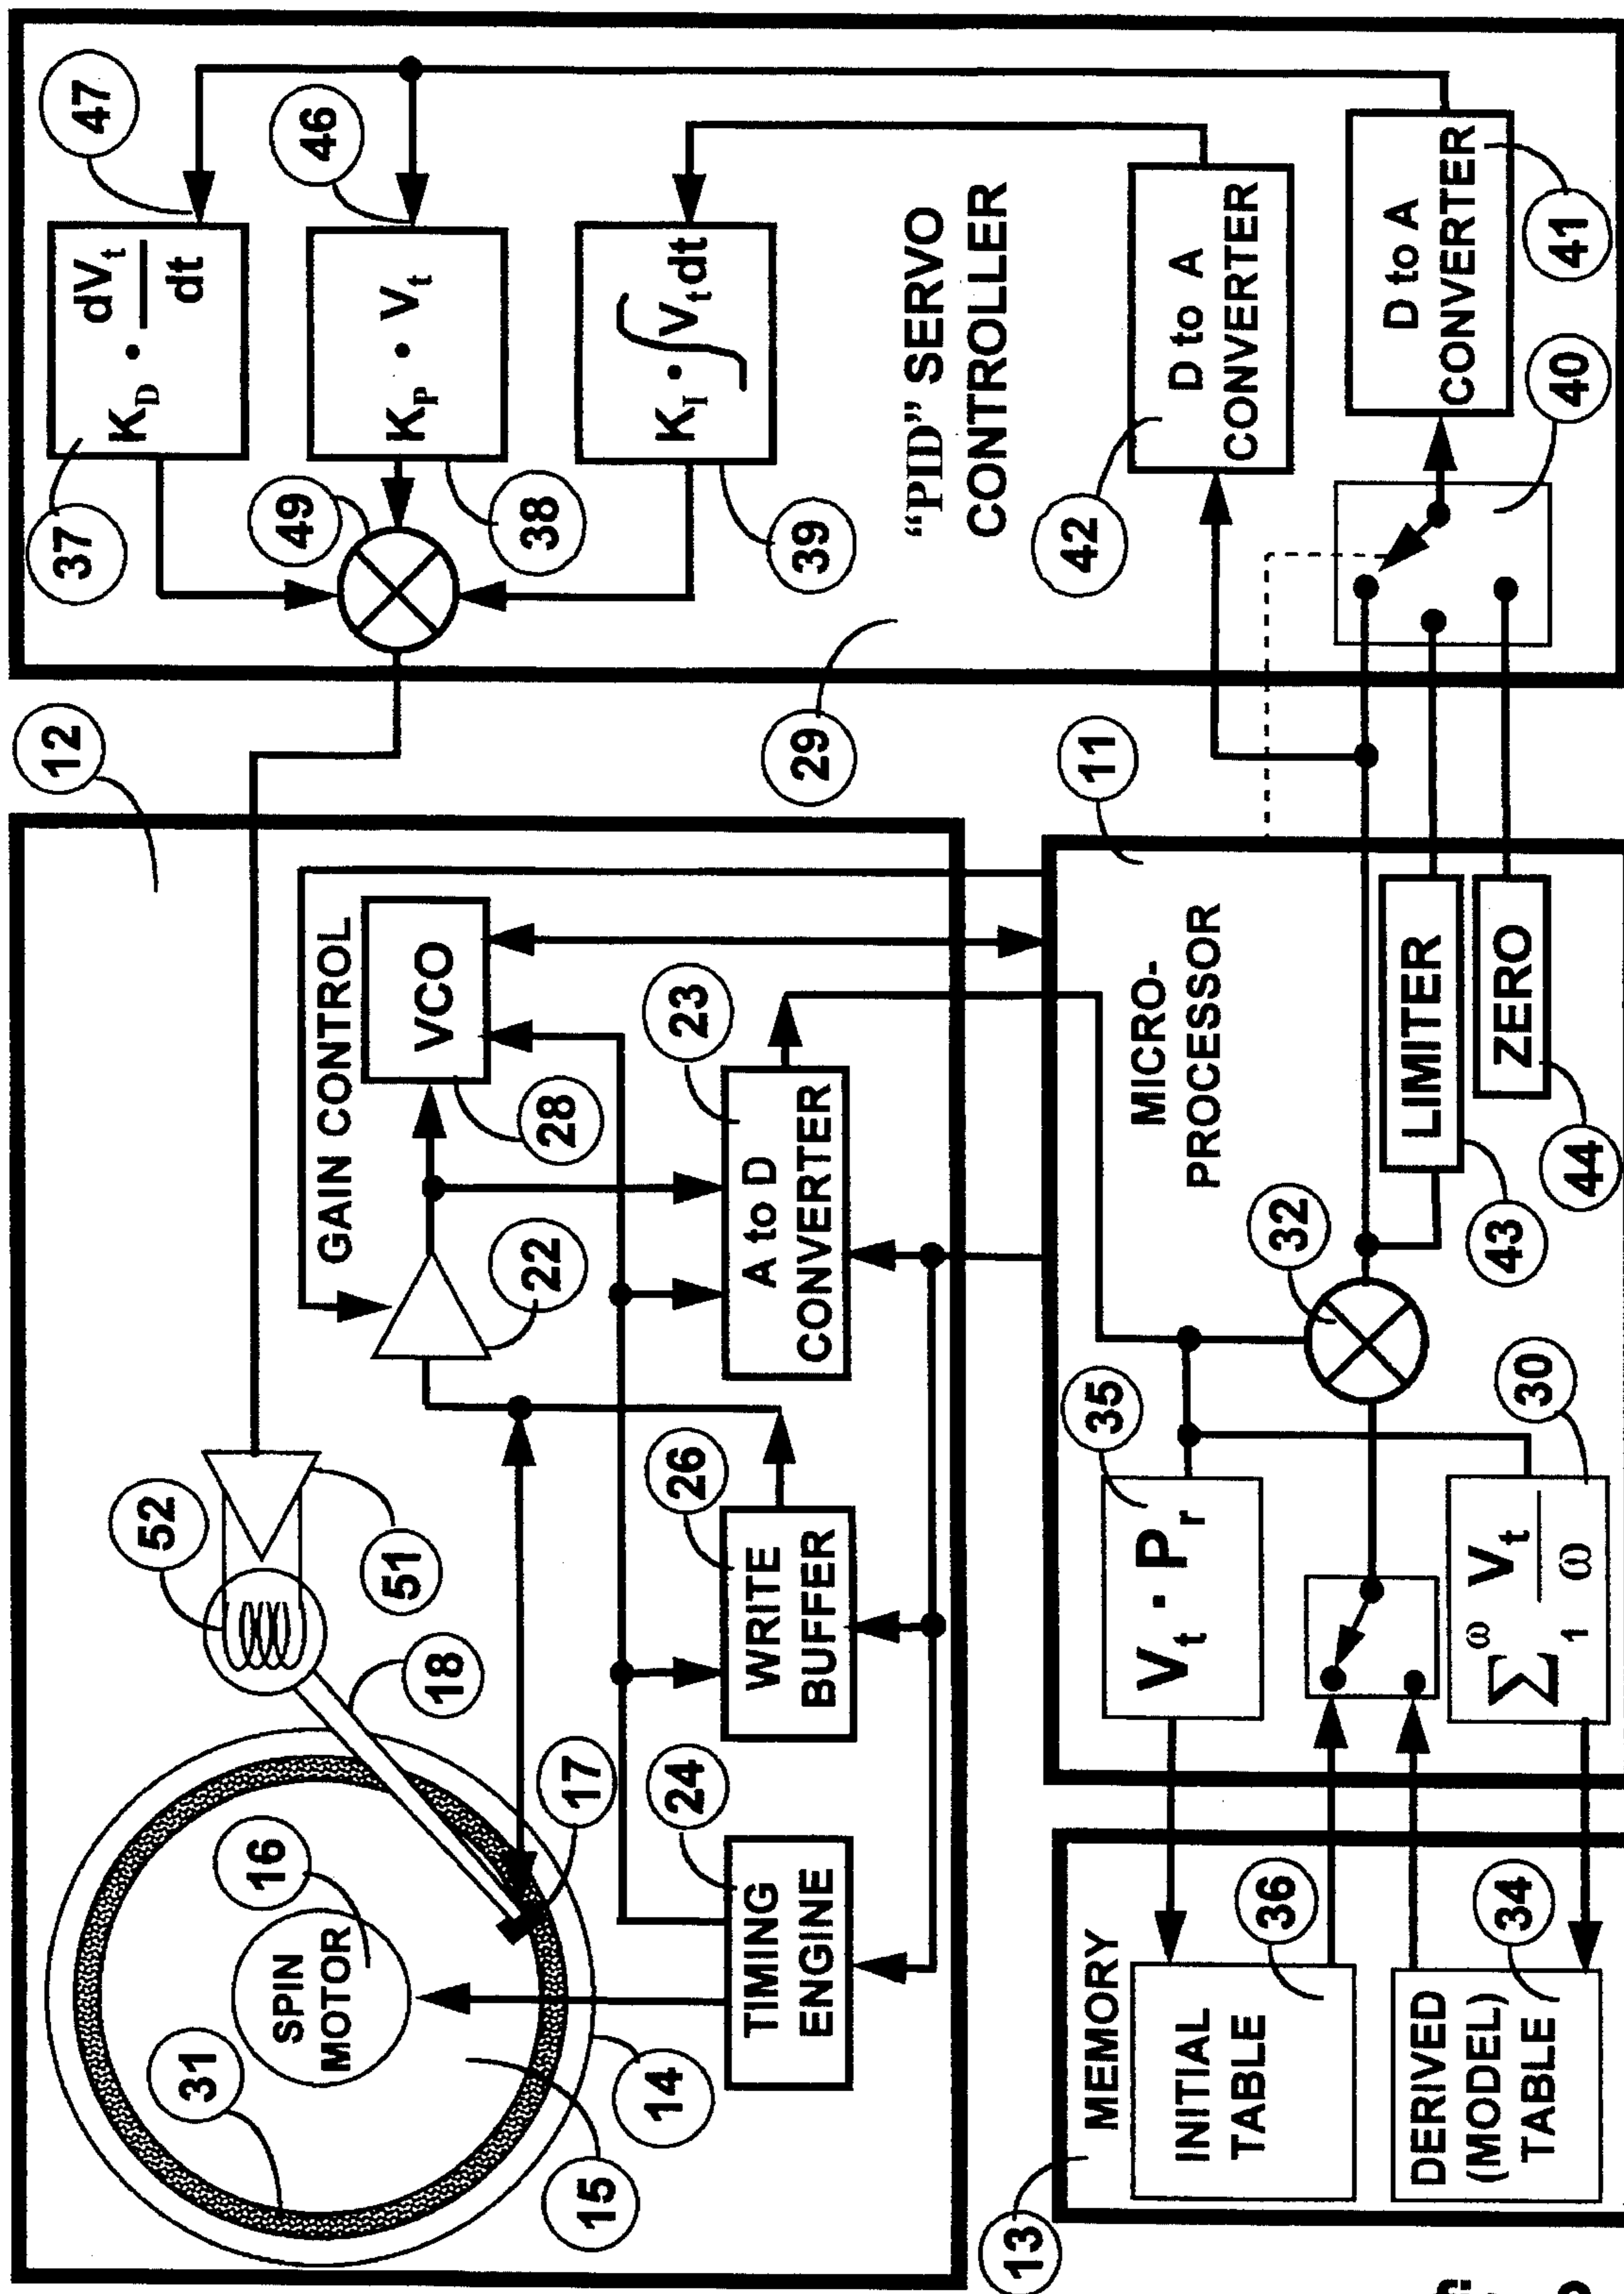 12
52
51
16
SPIN
MOTOR
31
18
17
14
15
GAIN CONTROL
VCO
28
22
23
A to D
CONVERTER
26
WRITE
BUFFER
24
TIMING
ENGINE
47
K_D · dV_t
dt
37
46
K_P · V_t
49
38
K_I · ∫V_t dt
39
"PID" SERVO
CONTROLLER
29
42
D to A
CONVERTER
D to A
CONVERTER
41
40
11
MICRO-
PROCESSOR
35
V_t · P_r
32
LIMITER
43
ZERO
44
30
∑ ω 1 V_t
ω
13
MEMORY
INITIAL
TABLE
36
DERIVED
(MODEL)
TABLE
34